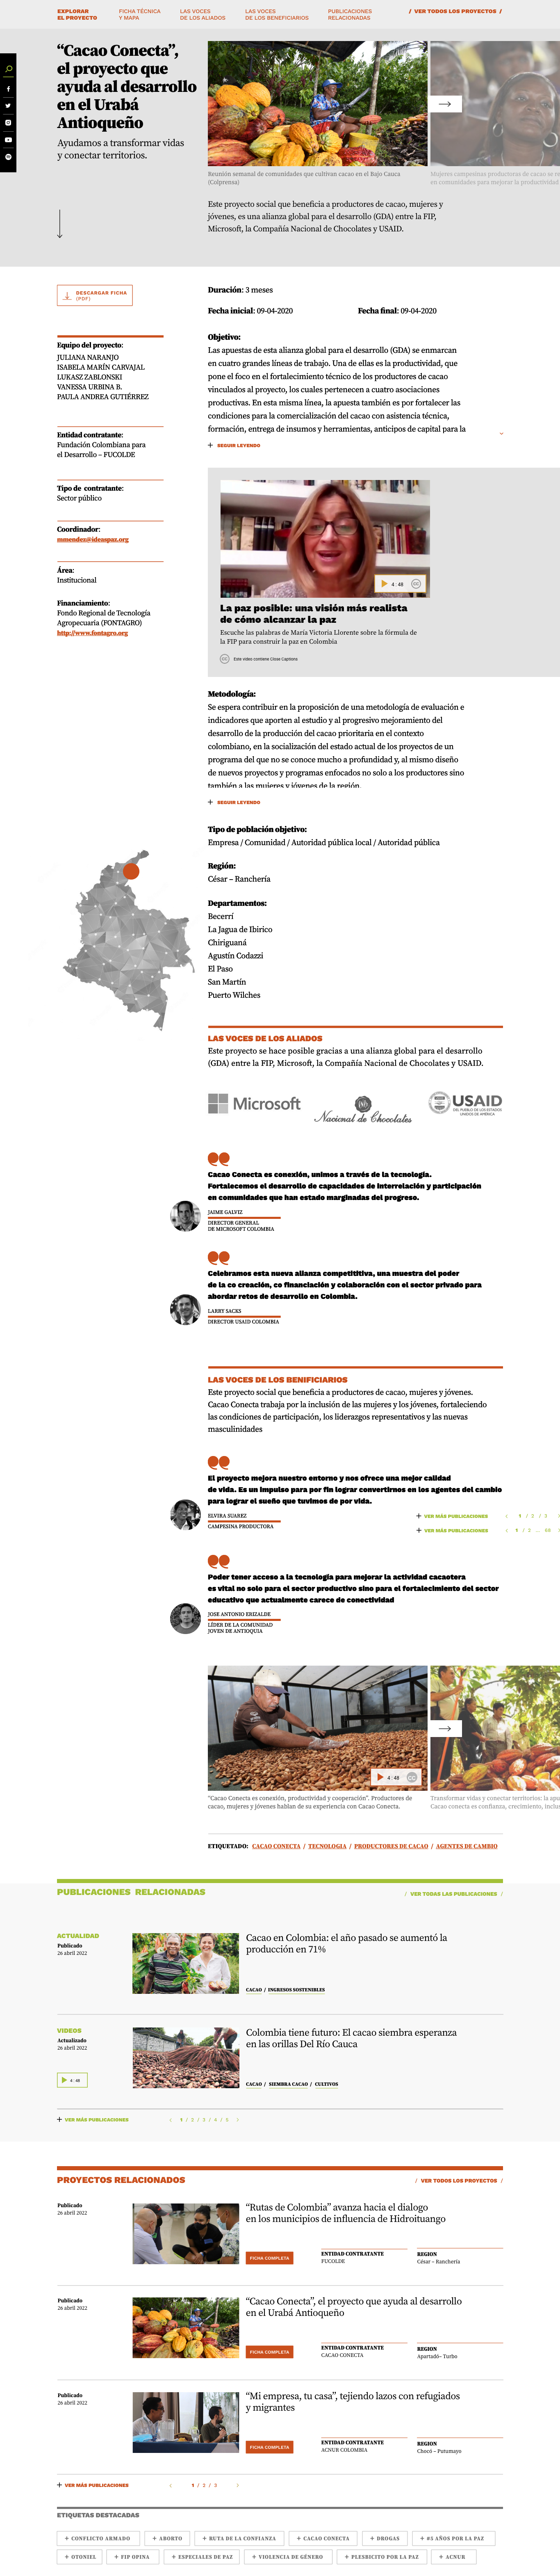 EXPLORAR
EL PROYECTO
FICHA TÉCNICA
Y MAPA
LAS VOCES
DE LOS ALIADOS
LAS VOCES
DE LOS BENEFICIARIOS
PUBLICACIONES
RELACIONADAS
/ VER TODOS LOS PROYECTOS /
“Cacao Conecta”,
el proyecto que
ayuda al desarrollo
en el Urabá
Antioqueño
Ayudamos a transformar vidas
y conectar territorios.
Reunión semanal de comunidades que cultivan cacao en el Bajo Cauca
(Colprensa)
Mujeres campesinas productoras de cacao se re
en comunidades para mejorar la productividad
Este proyecto social que beneficia a productores de cacao, mujeres y
jóvenes, es una alianza global para el desarrollo (GDA) entre la FIP,
Microsoft, la Compañía Nacional de Chocolates y USAID.
DESCARGAR FICHA
(PDF)
Equipo del proyecto:
JULIANA NARANJO
ISABELA MARÍN CARVAJAL
LUKASZ ZABLONSKI
VANESSA URBINA B.
PAULA ANDREA GUTIÉRREZ
Entidad contratante:
Fundación Colombiana para
el Desarrollo – FUCOLDE
Tipo de contratante:
Sector público
Coordinador:
mmendez@ideaspaz.org
Área:
Institucional
Financiamiento:
Fondo Regional de Tecnología
Agropecuaria (FONTAGRO)
http://www.fontagro.org
Duración: 3 meses
Fecha inicial: 09-04-2020
Fecha final: 09-04-2020
Objetivo:
Las apuestas de esta alianza global para el desarrollo (GDA) se enmarcan
en cuatro grandes líneas de trabajo. Una de ellas es la productividad, que
pone el foco en el fortalecimiento técnico de los productores de cacao
vinculados al proyecto, los cuales pertenecen a cuatro asociaciones
productivas. En esta misma línea, la apuesta también es por fortalecer las
condiciones para la comercialización del cacao con asistencia técnica,
formación, entrega de insumos y herramientas, anticipos de capital para la
+ SEGUIR LEYENDO
4 : 48
CC
La paz posible: una visión más realista
de cómo alcanzar la paz
Escuche las palabras de María Victoria Llorente sobre la fórmula de
la FIP para construir la paz en Colombia
CC Este video contiene Close Captions
Metodología:
Se espera contribuir en la proposición de una metodología de evaluación e
indicadores que aporten al estudio y al progresivo mejoramiento del
desarrollo de la producción del cacao prioritaria en el contexto
colombiano, en la socialización del estado actual de los proyectos de un
programa del que no se conoce mucho a profundidad y, al mismo diseño
de nuevos proyectos y programas enfocados no solo a los productores sino
también a las mujeres y jóvenes de la región.
+ SEGUIR LEYENDO
Tipo de población objetivo:
Empresa / Comunidad / Autoridad pública local / Autoridad pública
Región:
César – Ranchería
Departamentos:
Becerrí
La Jagua de Ibirico
Chiriguaná
Agustín Codazzi
El Paso
San Martín
Puerto Wilches
LAS VOCES DE LOS ALIADOS
Este proyecto se hace posible gracias a una alianza global para el desarrollo
(GDA) entre la FIP, Microsoft, la Compañía Nacional de Chocolates y USAID.
Microsoft
Nacional de Chocolates
USAID
DEL PUEBLO DE LOS ESTADOS
UNIDOS DE AMÉRICA
Cacao Conecta es conexión, unimos a través de la tecnología.
Fortalecemos el desarrollo de capacidades de interrelación y participación
en comunidades que han estado marginadas del progreso.
JAIME GALVIZ
DIRECTOR GENERAL
DE MICROSOFT COLOMBIA
Celebramos esta nueva alianza competititiva, una muestra del poder
de la co creación, co financiación y colaboración con el sector privado para
abordar retos de desarrollo en Colombia.
LARRY SACKS
DIRECTOR USAID COLOMBIA
LAS VOCES DE LOS BENIFICIARIOS
Este proyecto social que beneficia a productores de cacao, mujeres y jóvenes.
Cacao Conecta trabaja por la inclusión de las mujeres y los jóvenes, fortaleciendo
las condiciones de participación, los liderazgos representativos y las nuevas
masculinidades
El proyecto mejora nuestro entorno y nos ofrece una mejor calidad
de vida. Es un impulso para por fin lograr convertirnos en los agentes del cambio
para lograr el sueño que tuvimos de por vida.
ELVIRA SUAREZ
CAMPESINA PRODUCTORA
+ VER MÁS PUBLICACIONES
1 / 2 / 3
+ VER MÁS PUBLICACIONES
Poder tener acceso a la tecnología para mejorar la actividad cacaotera
es vital no solo para el sector productivo sino para el fortalecimiento del sector
educativo que actualmente carece de conectividad
JOSE ANTONIO ERIZALDE
LÍDER DE LA COMUNIDAD
JOVEN DE ANTIOQUIA
4 : 48
CC
"Cacao Conecta es conexión, productividad y cooperación". Productores de
cacao, mujeres y jóvenes hablan de su experiencia con Cacao Conecta.
Transformar vidas y conectar territorios: la apu
Cacao conecta es confianza, crecimiento, inclus
ETIQUETADO: CACAO CONECTA / TECNOLOGIA / PRODUCTORES DE CACAO / AGENTES DE CAMBIO
PUBLICACIONES RELACIONADAS
/ VER TODAS LAS PUBLICACIONES /
ACTUALIDAD
Publicado
26 abril 2022
Cacao en Colombia: el año pasado se aumentó la
producción en 71%
CACAO / INGRESOS SOSTENIBLES
VIDEOS
Actualizado
26 abril 2022
4 : 48
Colombia tiene futuro: El cacao siembra esperanza
en las orillas Del Río Cauca
CACAO / SIEMBRA CACAO / CULTIVOS
+ VER MÁS PUBLICACIONES
1 / 2 / 3 / 4 / 5
PROYECTOS RELACIONADOS
/ VER TODOS LOS PROYECTOS /
Publicado
26 abril 2022
“Rutas de Colombia” avanza hacia el dialogo
en los municipios de influencia de Hidroituango
FICHA COMPLETA
ENTIDAD CONTRATANTE
FUCOLDE
REGION
César – Ranchería
Publicado
26 abril 2022
“Cacao Conecta”, el proyecto que ayuda al desarrollo
en el Urabá Antioqueño
FICHA COMPLETA
ENTIDAD CONTRATANTE
CACAO CONECTA
REGION
Apartadó– Turbo
Publicado
26 abril 2022
“Mi empresa, tu casa”, tejiendo lazos con refugiados
y migrantes
FICHA COMPLETA
ENTIDAD CONTRATANTE
ACNUR COLOMBIA
REGION
Chocó – Putumayo
+ VER MÁS PUBLICACIONES
1 / 2 / 3
ETIQUETAS DESTACADAS
+ CONFLICTO ARMADO
+ ABORTO
+ RUTA DE LA CONFIANZA
+ CACAO CONECTA
+ DROGAS
+ #5 AÑOS POR LA PAZ
+ OTONIEL
+ FIP OPINA
+ ESPECIALES DE PAZ
+ VIOLENCIA DE GÉNERO
+ PLESBICITO POR LA PAZ
+ ACNUR